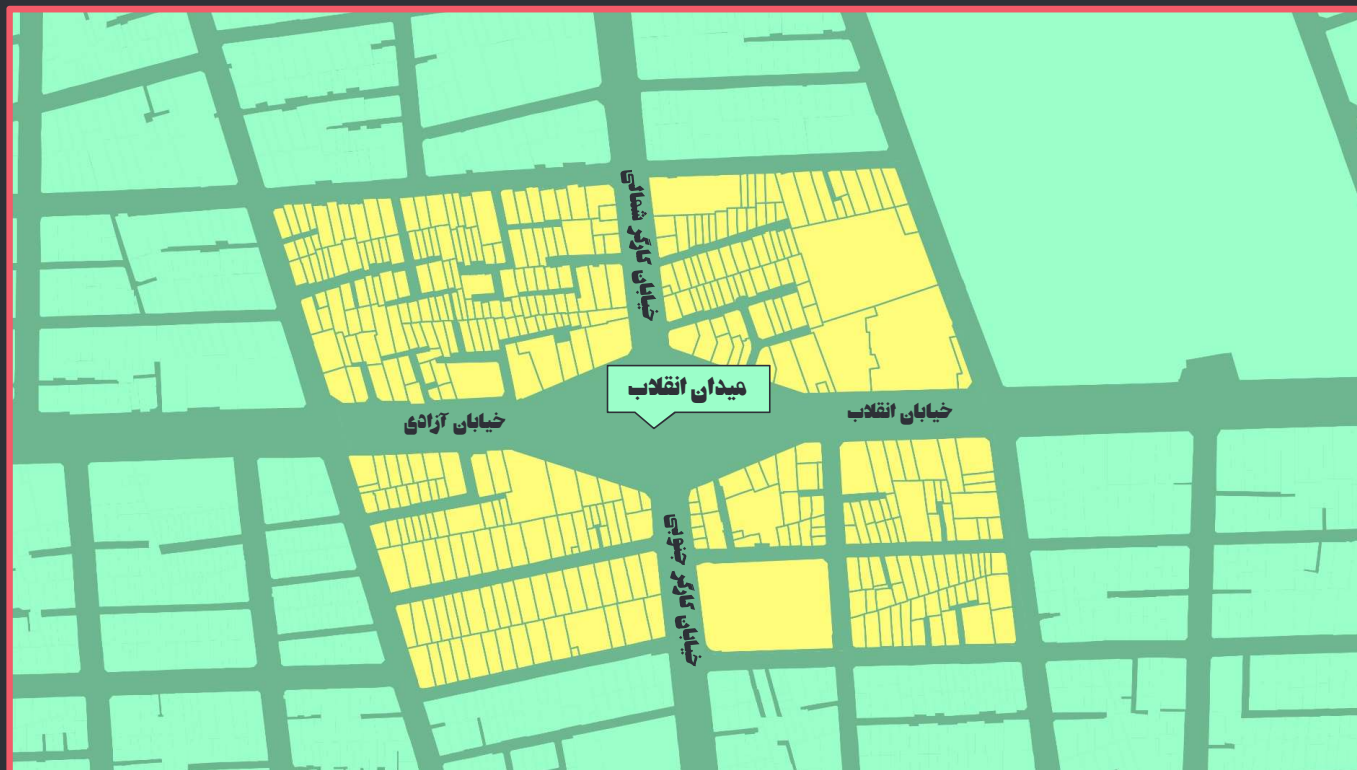 خیابان کارگر شمالی
میدان انقلاب
خیابان انقلاب
خیابان آزادی
خیابان کارگر جنوبی